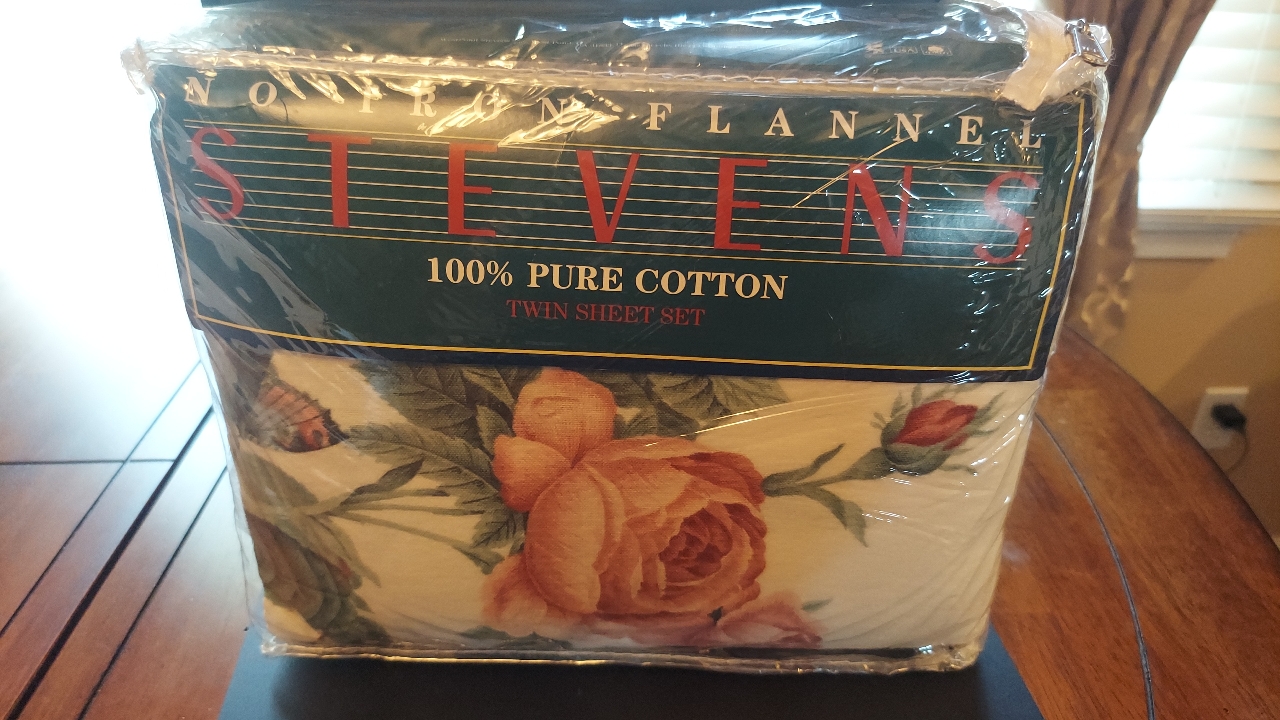 NO IRON FLANNEL
STEVENS
100% PURE COTTON
TWIN SHEET SET